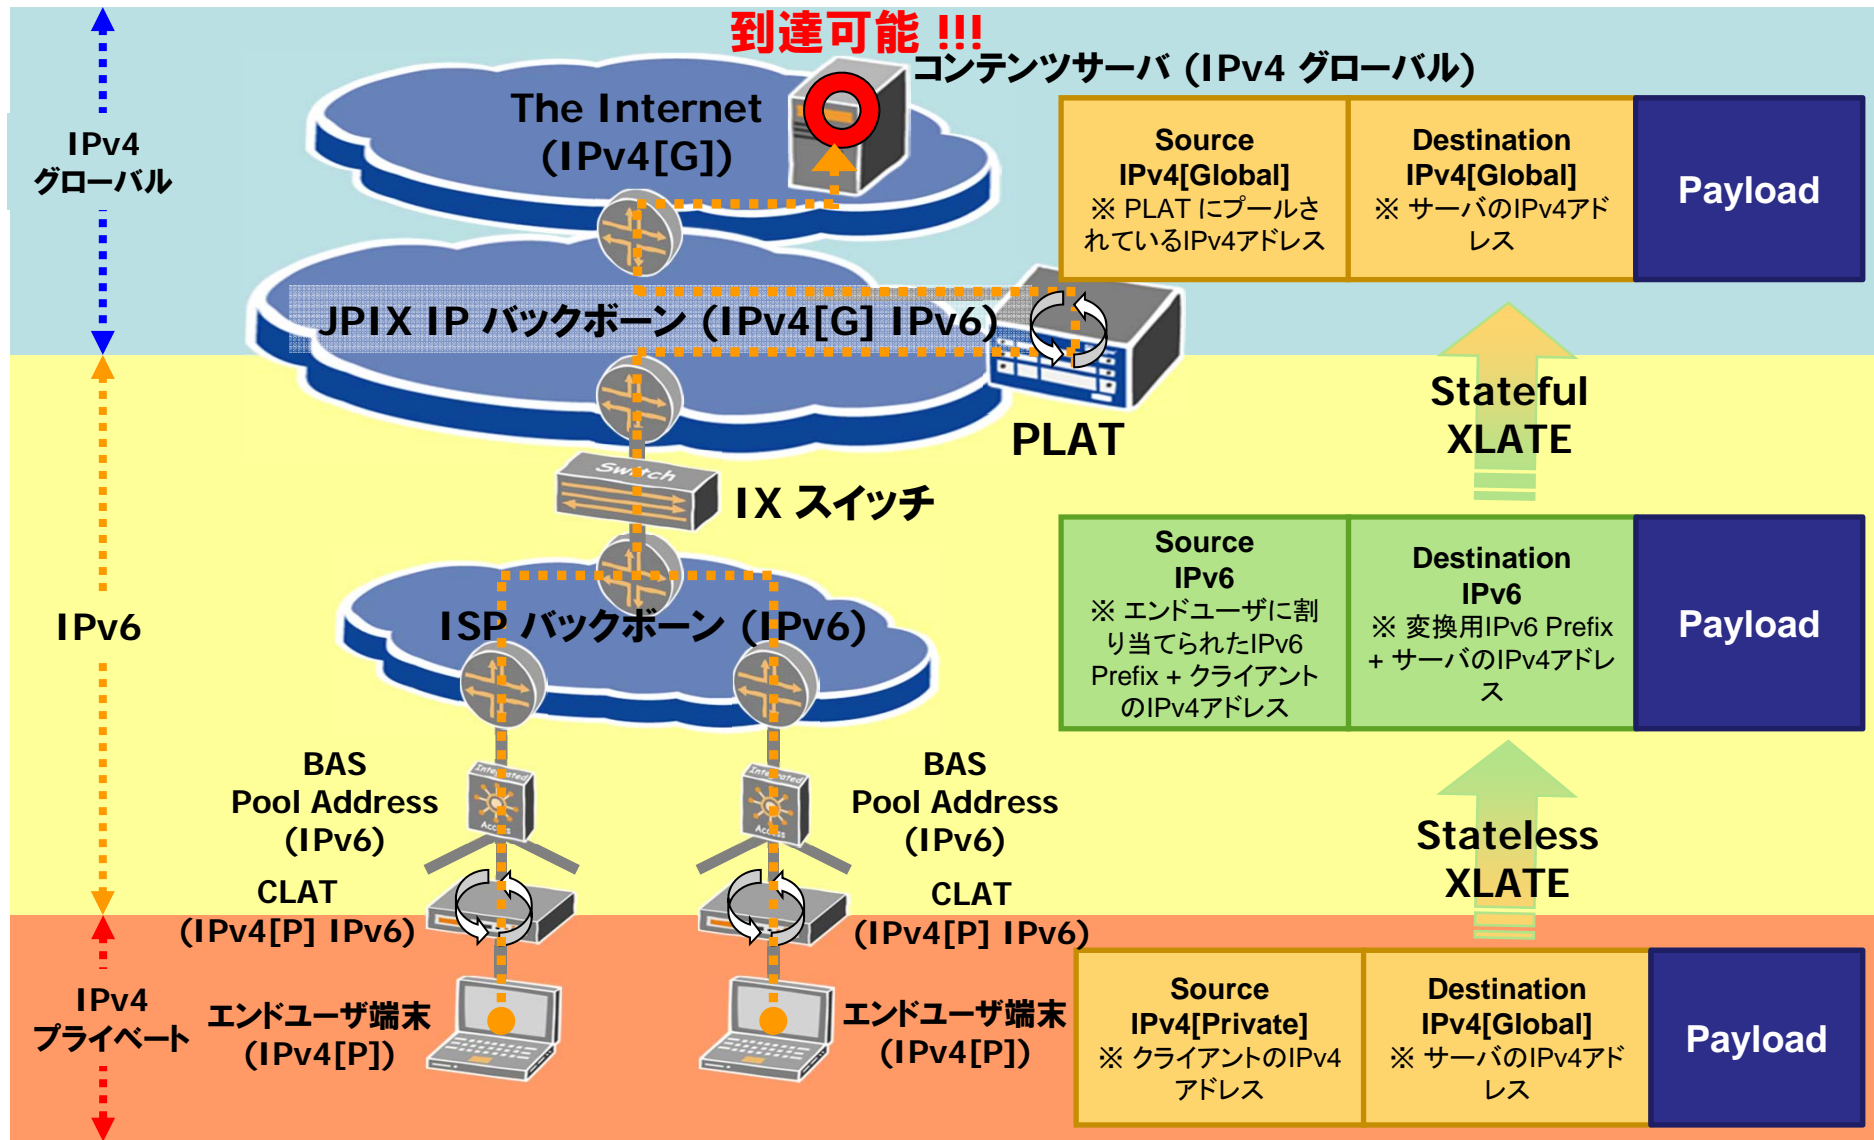 到達可能 !!!
コンテンツサーバ (IPv4 グローバル)
The Internet
(IPv4[G])
IPv4
グローバル
Source
IPv4[Global]
※ PLAT にプールさ
れているIPv4アドレス
Destination
IPv4[Global]
※ サーバのIPv4アド
レス
Payload
JPIX IP バックボーン (IPv4[G] IPv6)
PLAT
Stateful
XLATE
Switch
IX スイッチ
IPv6
ISP バックボーン (IPv6)
Source
IPv6
※ エンドユーザに割
り当てられたIPv6
Prefix + クライアント
のIPv4アドレス
Destination
IPv6
※ 変換用IPv6 Prefix
+ サーバのIPv4アドレ
ス
Payload
BAS
Pool Address
(IPv6)
Integrated
Access
Integrated
Access
BAS
Pool Address
(IPv6)
Stateless
XLATE
CLAT
(IPv4[P] IPv6)
CLAT
(IPv4[P] IPv6)
IPv4
プライベート
エンドユーザ端末
(IPv4[P])
エンドユーザ端末
(IPv4[P])
Source
IPv4[Private]
※ クライアントのIPv4
アドレス
Destination
IPv4[Global]
※ サーバのIPv4アド
レス
Payload